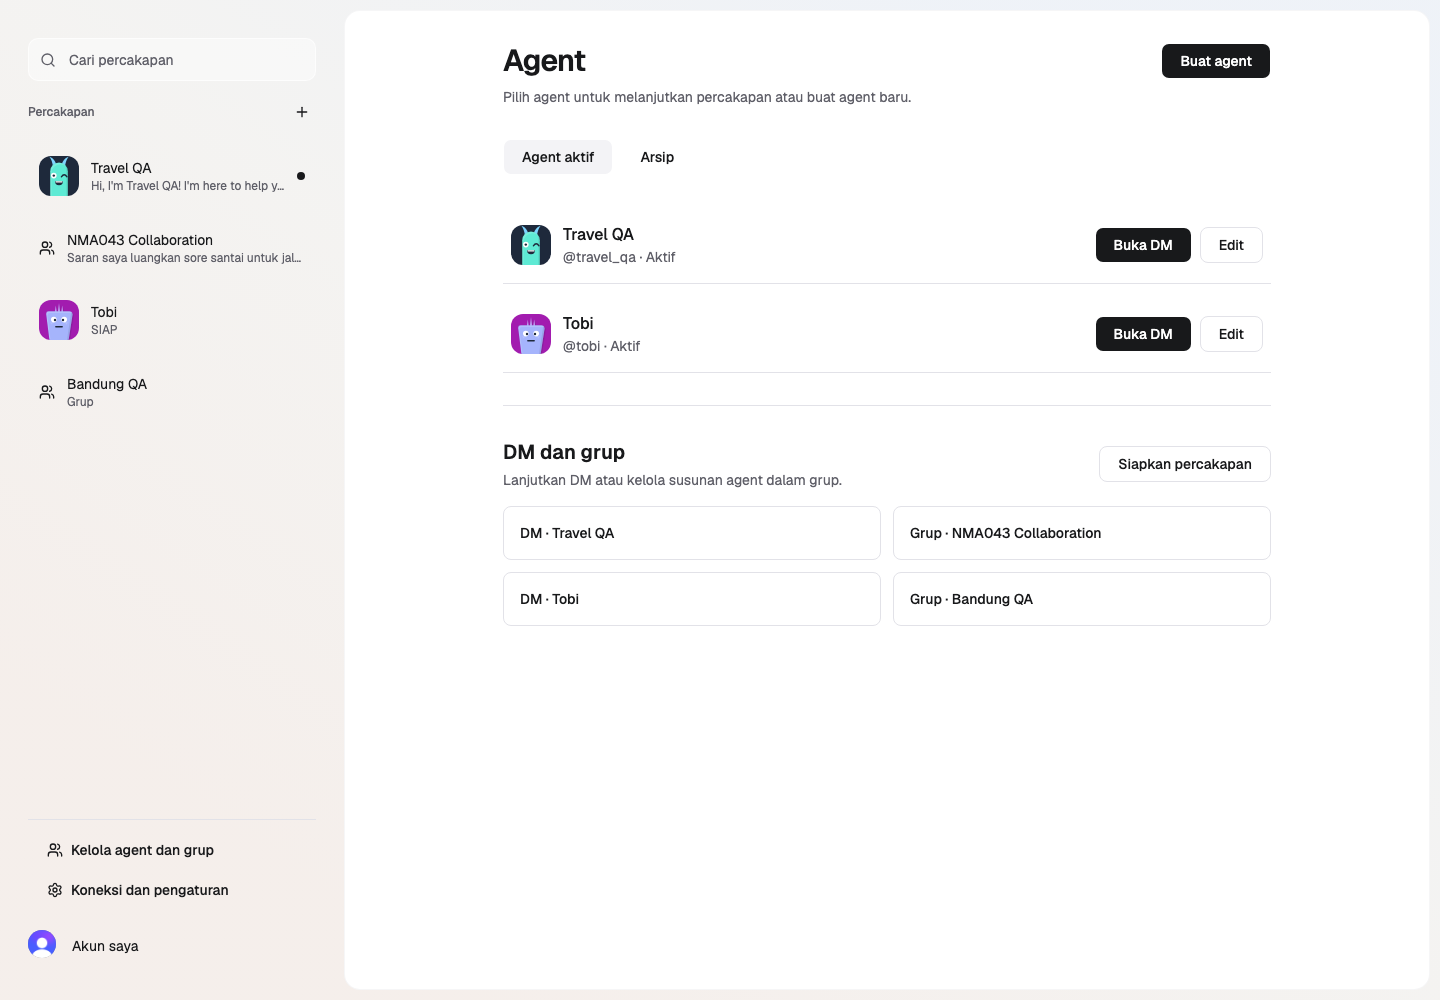 Cari percakapan
Percakapan
Travel QA
Hi, I'm Travel QA! I'm here to help y...
NMA043 Collaboration
Saran saya luangkan sore santai untuk jal...
Tobi
SIAP
Bandung QA
Grup
Kelola agent dan grup
Koneksi dan pengaturan
Akun saya
Agent
Buat agent
Pilih agent untuk melanjutkan percakapan atau buat agent baru.
Agent aktif
Arsip
Travel QA
@travel_qa · Aktif
Buka DM
Edit
Tobi
@tobi · Aktif
Buka DM
Edit
DM dan grup
Lanjutkan DM atau kelola susunan agent dalam grup.
Siapkan percakapan
DM · Travel QA
Grup · NMA043 Collaboration
DM · Tobi
Grup · Bandung QA